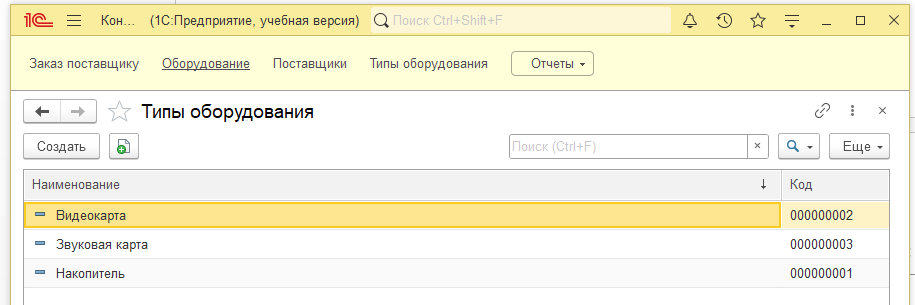 1С Кон... (1С:Предприятие, учебная версия) Поиск Ctrl+Shift+F
Заказ поставщику Оборудование Поставщики Типы оборудования Отчеты
Типы оборудования
Создать Поиск (Ctrl+F) × Еще
Наименование ↓ Код
Видеокарта 000000002
Звуковая карта 000000003
Накопитель 000000001